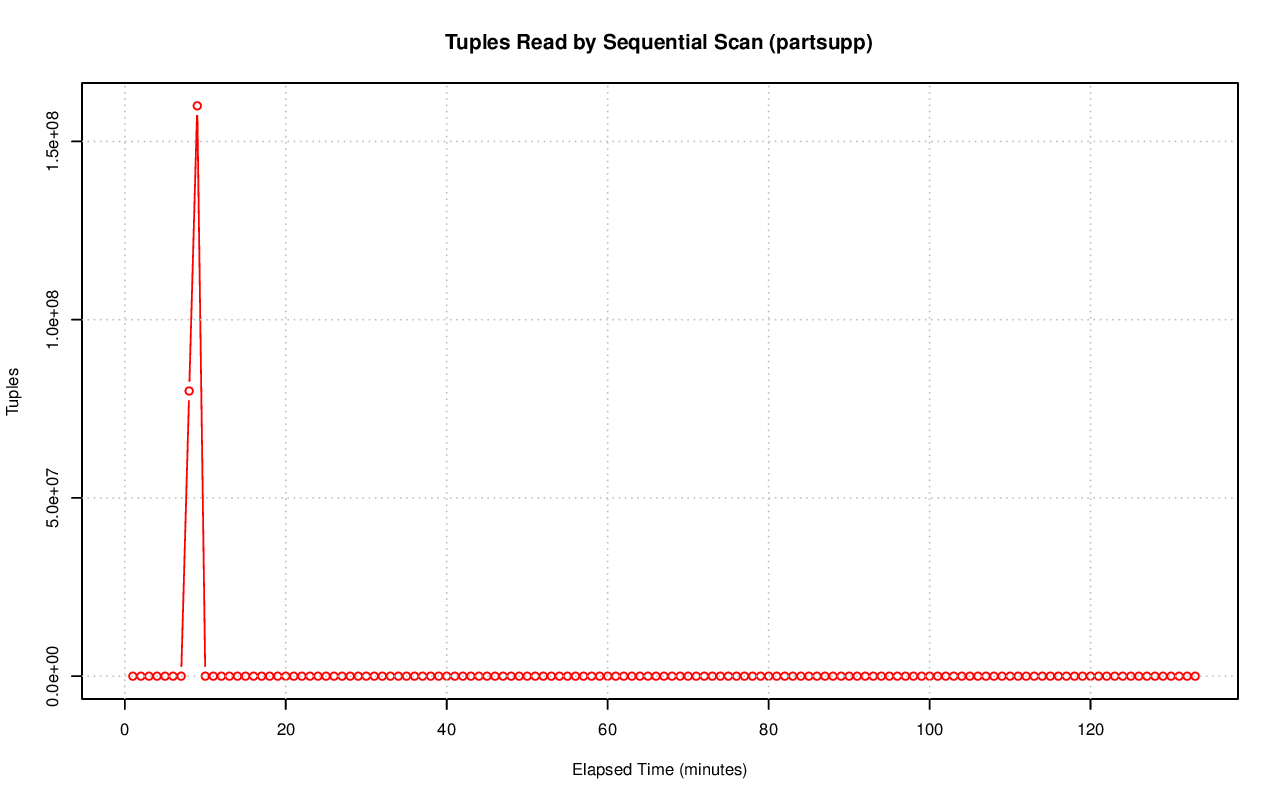 Tuples Read by Sequential Scan (partsupp)
Tuples
1.5e+08
1.0e+08
5.0e+07
0.0e+00
0 20 40 60 80 100 120
Elapsed Time (minutes)